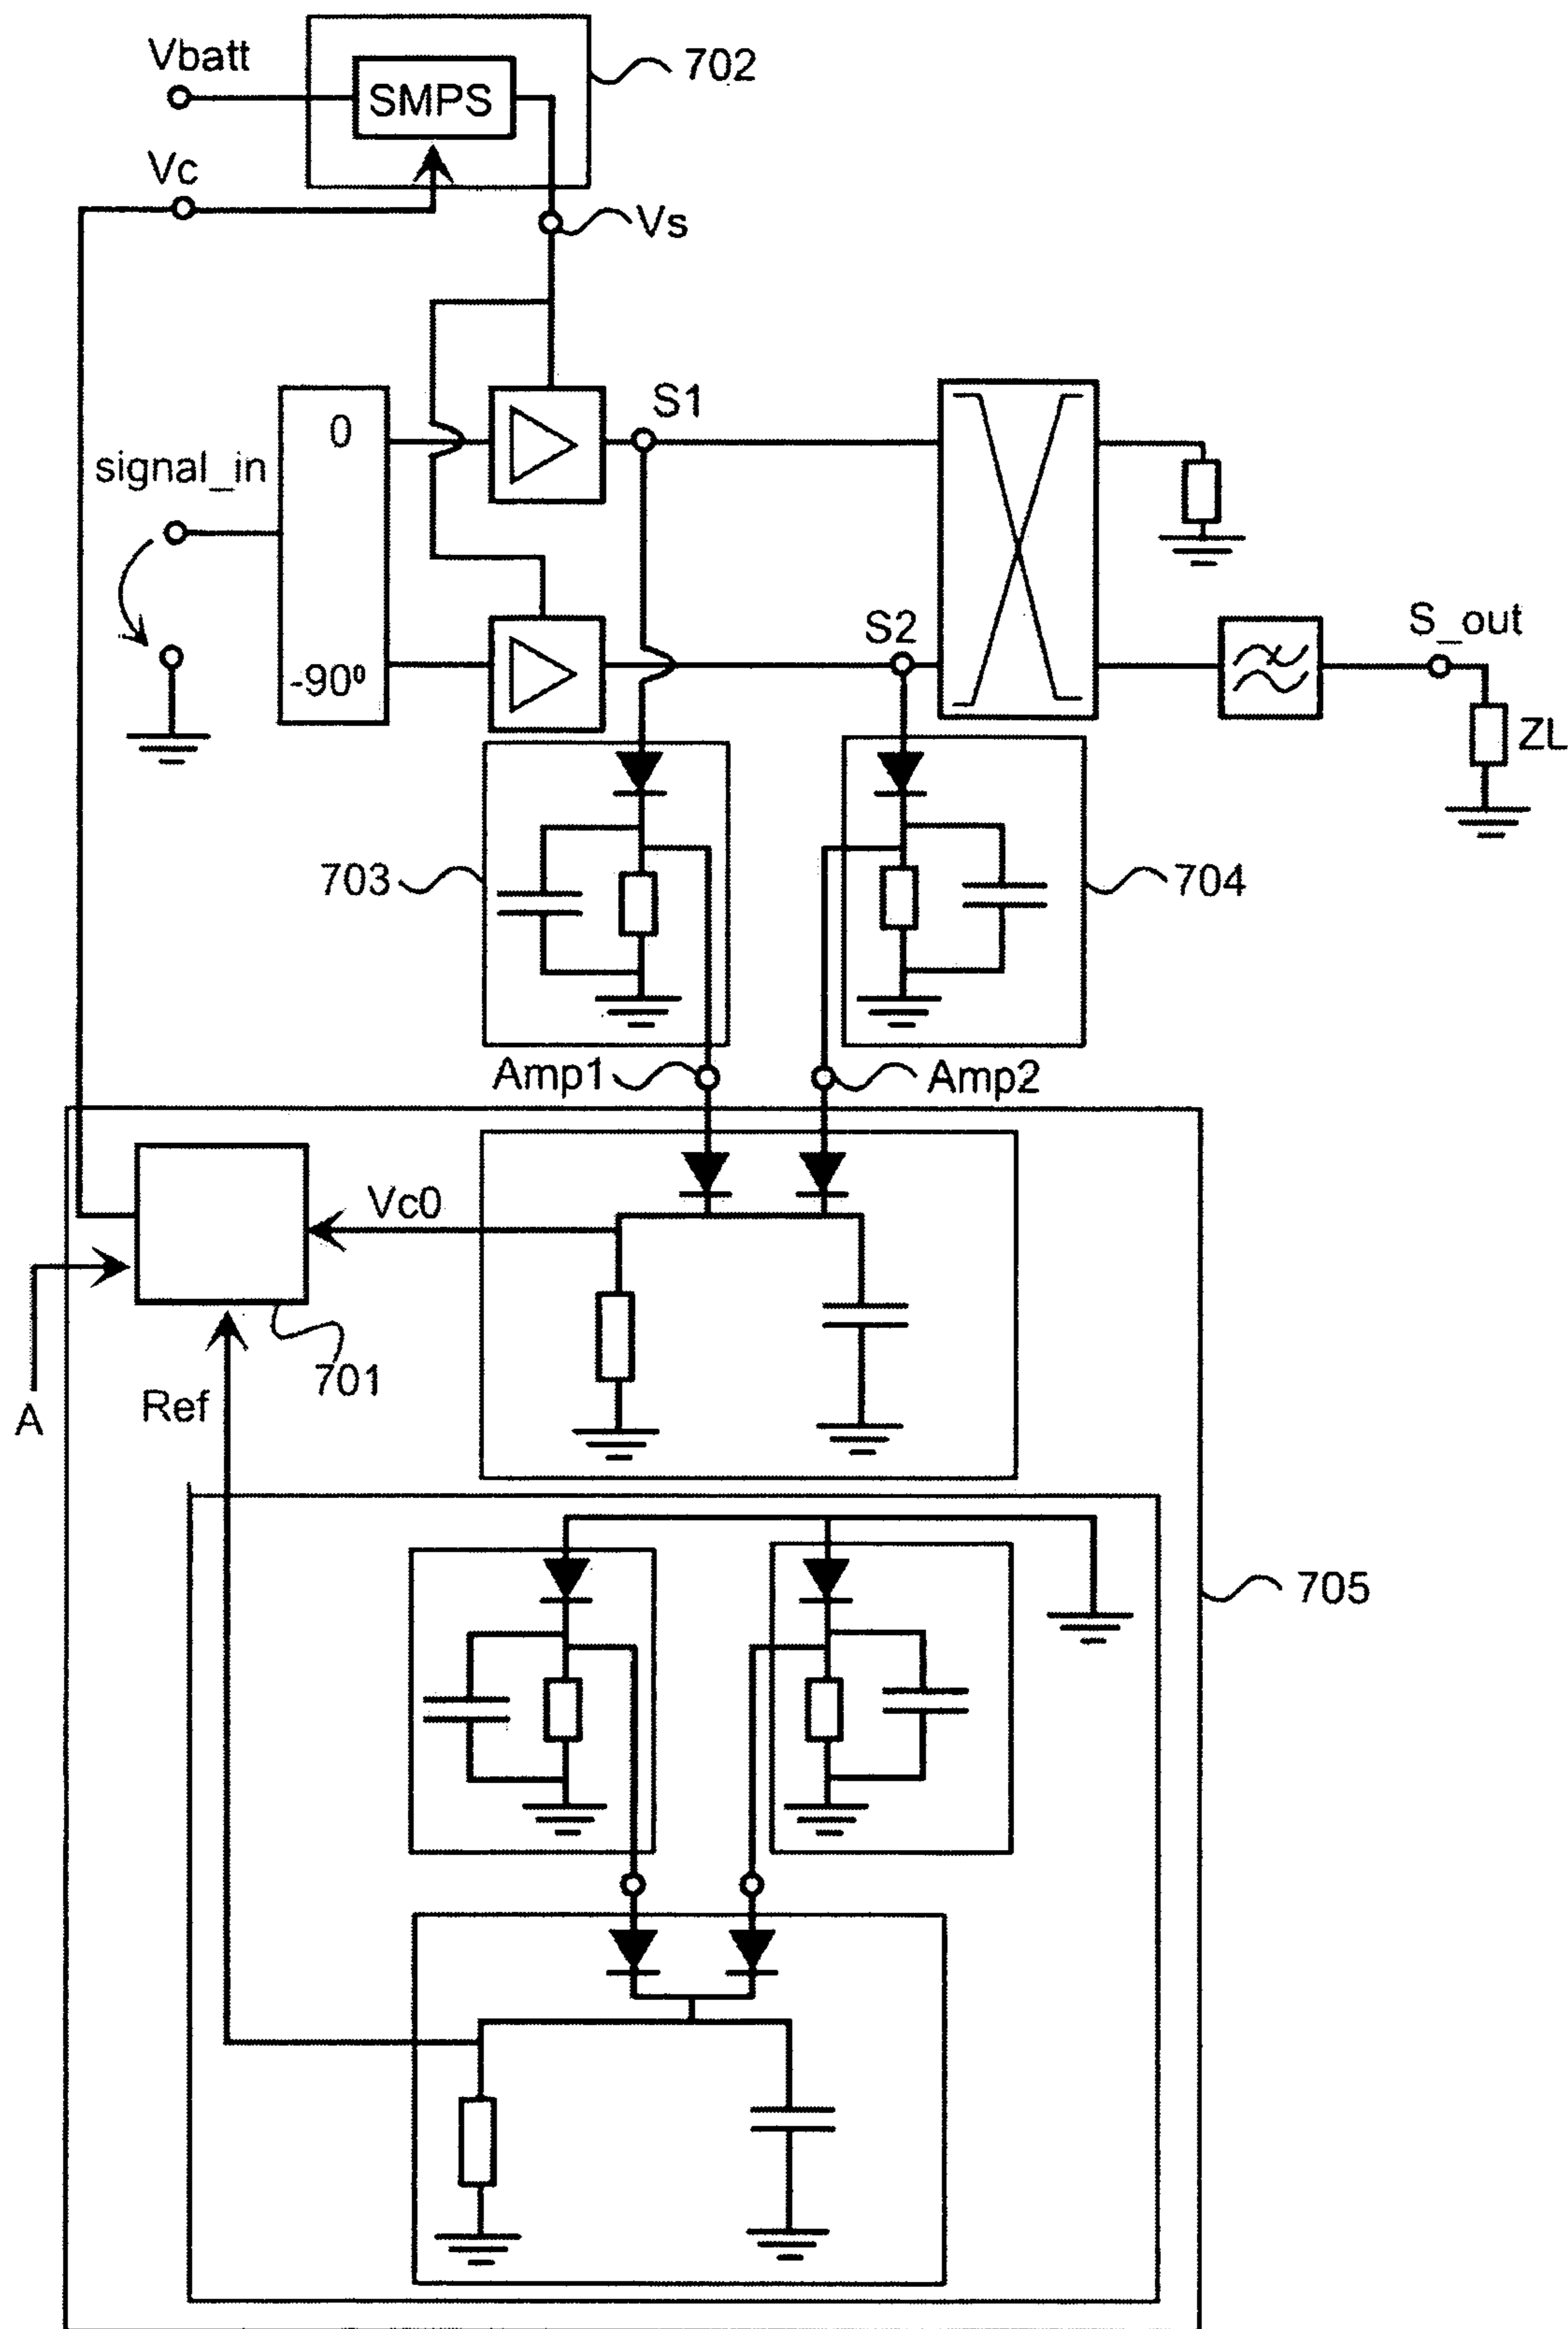 Vbatt
SMPS
702
Vc
Vs
0
S1
signal_in
S2
S_out
-90⁰
ZL
703
704
Amp1
Amp2
Vc0
701
Ref
A
705